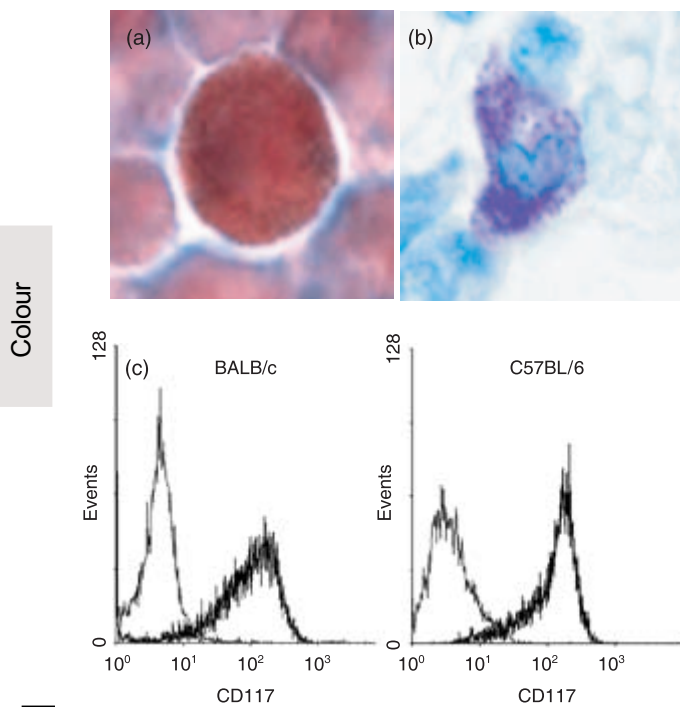 (a)
(b)
Colour
(c)
BALB/c
C57BL/6
128
128
Events
Events
0
0
10⁰ 10¹ 10² 10³
10⁰ 10¹ 10² 10³
CD117
CD117